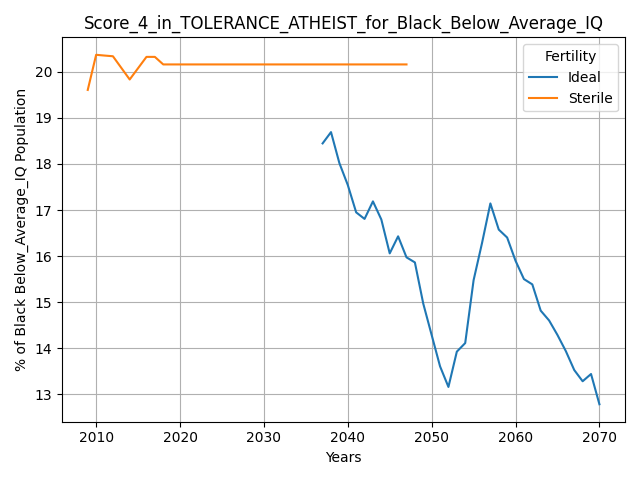 Score_4_in_TOLERANCE_ATHEIST_for_Black_Below_Average_IQ
% of Black Below_Average_IQ Population
20
19
18
17
16
15
14
13
Fertility
Ideal
Sterile
2010 2020 2030 2040 2050 2060 2070
Years